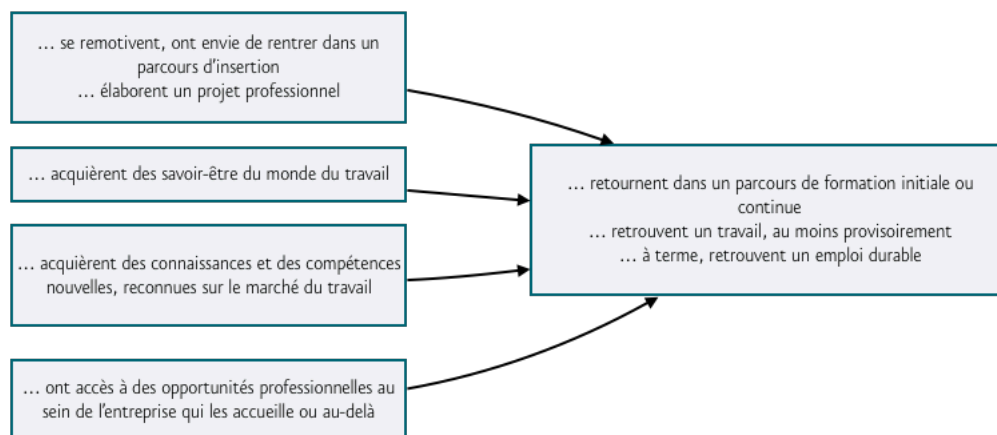 … se remotivent, ont envie de rentrer dans un
parcours d'insertion
… élaborent un projet professionnel
… acquièrent des savoir-être du monde du travail
… acquièrent des connaissances et des compétences
nouvelles, reconnues sur le marché du travail
… ont accès à des opportunités professionnelles au
sein de l'entreprise qui les accueille ou au-delà
… retournent dans un parcours de formation initiale ou
continue
… retrouvent un travail, au moins provisoirement
… à terme, retrouvent un emploi durable